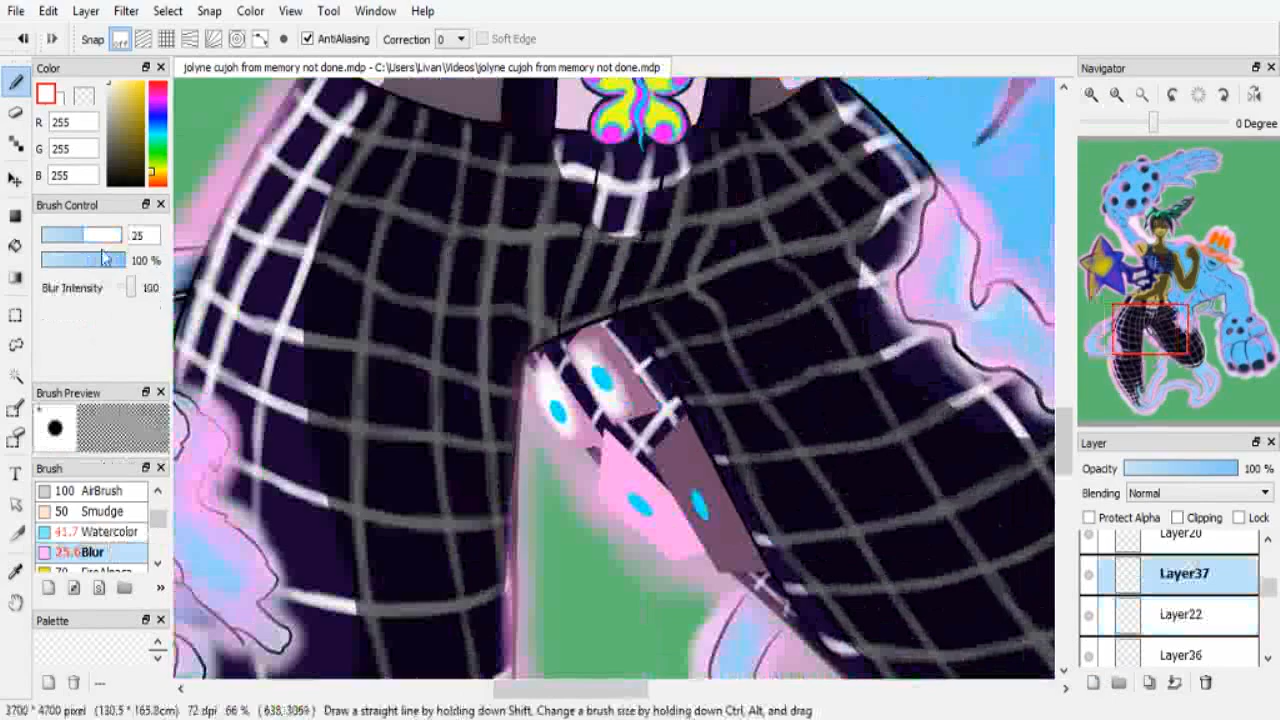 File Edit Layer Filter Select Snap Color View Tool Window Help
Snap off AntiAliasing Correction 0 Soft Edge
Color
jolyne cujoh from memory not done.mdp - C:\Users\Livan\Videos\jolyne cujoh from memory not done.mdp
Navigator
R 255
G 255
B 255
0 Degree
Brush Control
25
100 %
Blur Intensity 100
Brush Preview
Brush
100 AirBrush
50 Smudge
41.7 Watercolor
25.6 Blur
Palette
Layer
Opacity 100 %
Blending Normal
Protect Alpha Clipping Lock
Layer20
Layer37
Layer22
Layer36
3700 * 4700 pixel (130.5 * 165.8cm) 72 dpi 66 % Draw a straight line by holding down Shift, Change a brush size by holding down Ctrl, Alt, and drag